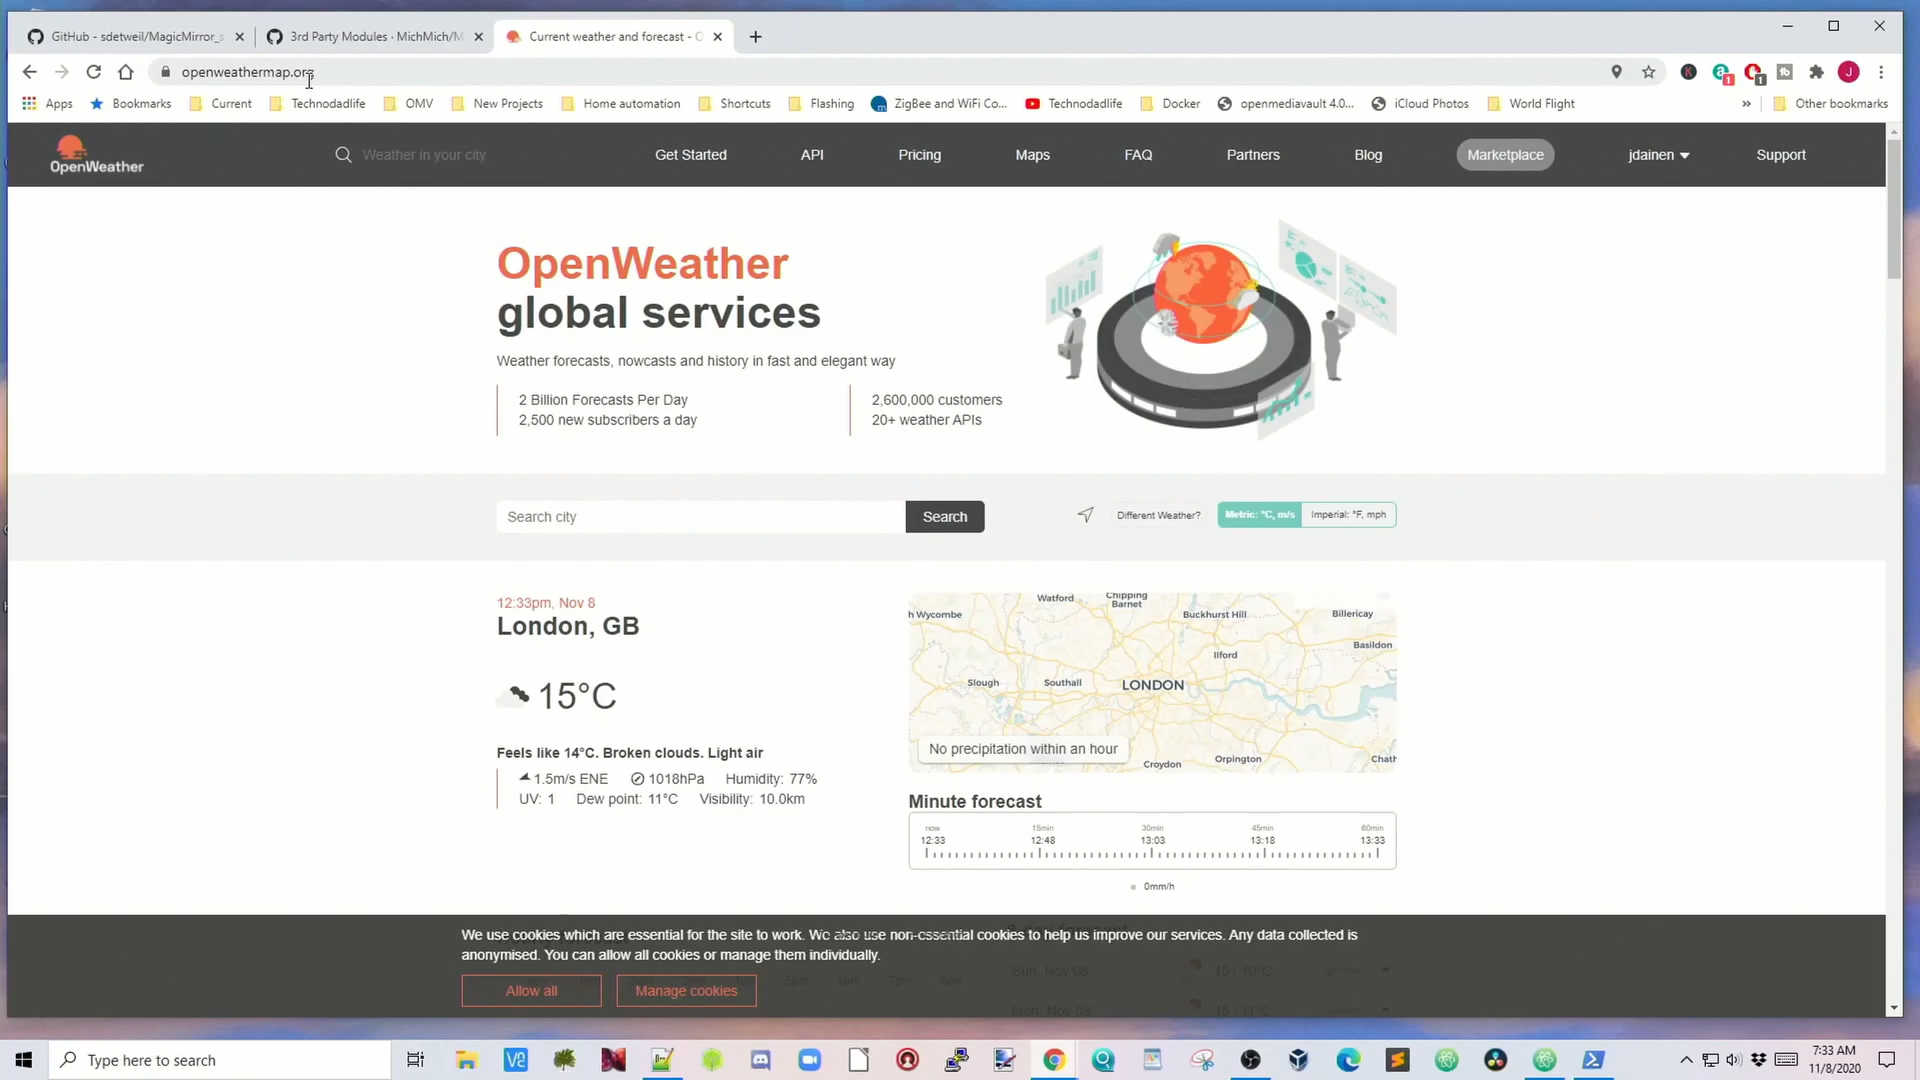 GitHub - sdetweil/MagicMirror_s
3rd Party Modules · MichMich/M
Current weather and forecast - O
openweathermap.org
Apps
Bookmarks
Current
Technodadlife
OMV
New Projects
Home automation
Shortcuts
Flashing
ZigBee and WiFi Co...
Technodadlife
Docker
openmediavault 4.0...
iCloud Photos
World Flight
»
Other bookmarks
OpenWeather
Weather in your city
Get Started
API
Pricing
Maps
FAQ
Partners
Blog
Marketplace
jdainen
Support
OpenWeather
global services
Weather forecasts, nowcasts and history in fast and elegant way
2 Billion Forecasts Per Day
2,500 new subscribers a day
2,600,000 customers
20+ weather APIs
Search city
Search
Different Weather?
Metric: °C, m/s
Imperial: °F, mph
12:33pm, Nov 8
London, GB
15°C
Feels like 14°C. Broken clouds. Light air
1.5m/s ENE
1018hPa
Humidity: 77%
UV: 1
Dew point: 11°C
Visibility: 10.0km
Watford
Chipping
Barnet
h Wycombe
Buckhurst Hill
Billericay
Basildon
Ilford
Slough
Southall
LONDON
No precipitation within an hour
Croydon
Orpington
Chath
Minute forecast
now
15min
30min
45min
60min
12:33
12:48
13:03
13:18
13:33
0mm/h
We use cookies which are essential for the site to work. We also use non-essential cookies to help us improve our services. Any data collected is
anonymised. You can allow all cookies or manage them individually.
Allow all
Manage cookies
Sun, Nov 08
15 / 10°C
Mon, Nov 09
15 / 11°C
Type here to search
7:33 AM
11/8/2020